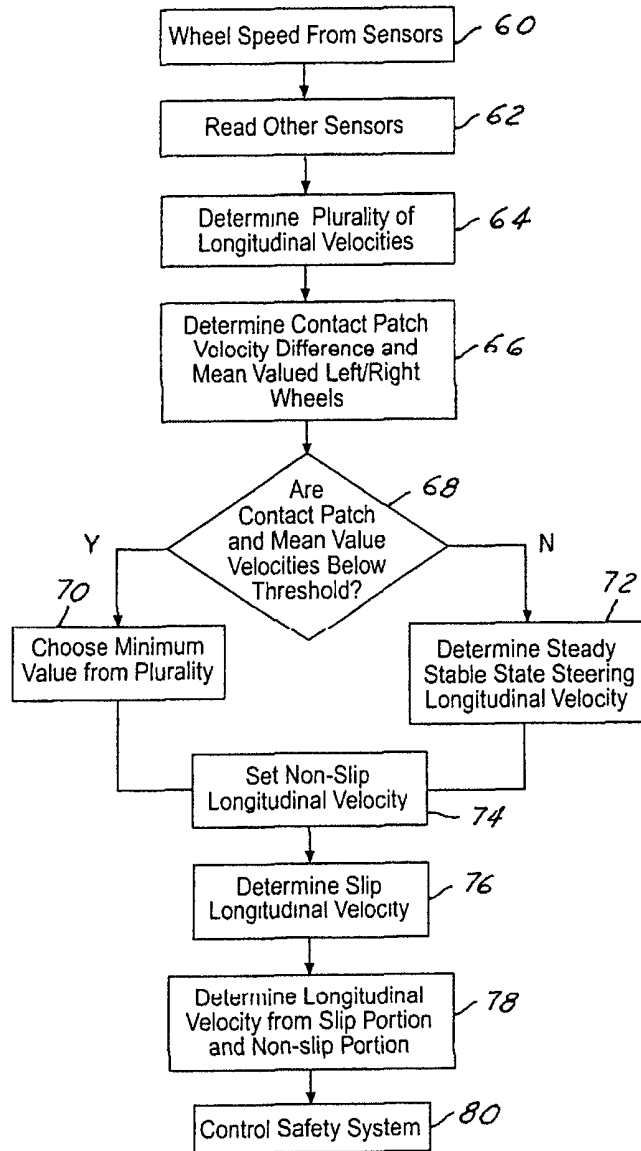 Wheel Speed From Sensors
60
Read Other Sensors
62
Determine Plurality of
Longitudinal Velocities
64
Determine Contact Patch
Velocity Difference and
Mean Valued Left/Right
Wheels
66
Are
Contact Patch
and Mean Value
Velocities Below
Threshold?
68
Y
N
70
Choose Minimum
Value from Plurality
72
Determine Steady
Stable State Steering
Longitudinal Velocity
Set Non-Slip
Longitudinal Velocity
74
Determine Slip
Longitudinal Velocity
76
Determine Longitudinal
Velocity from Slip Portion
and Non-slip Portion
78
Control Safety System
80